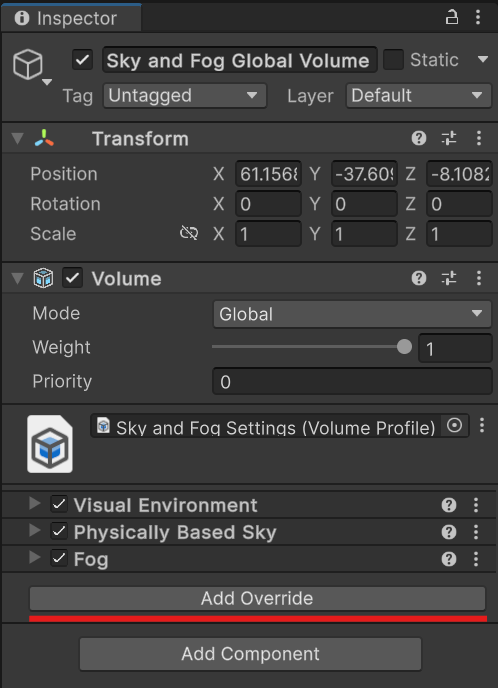 Inspector
Sky and Fog Global Volume Static
Tag Untagged Layer Default
Transform
Position X 61.1568 Y -37.609 Z -8.1082
Rotation X 0 Y 0 Z 0
Scale X 1 Y 1 Z 1
Volume
Mode Global
Weight 1
Priority 0
Sky and Fog Settings (Volume Profile)
Visual Environment
Physically Based Sky
Fog
Add Override
Add Component